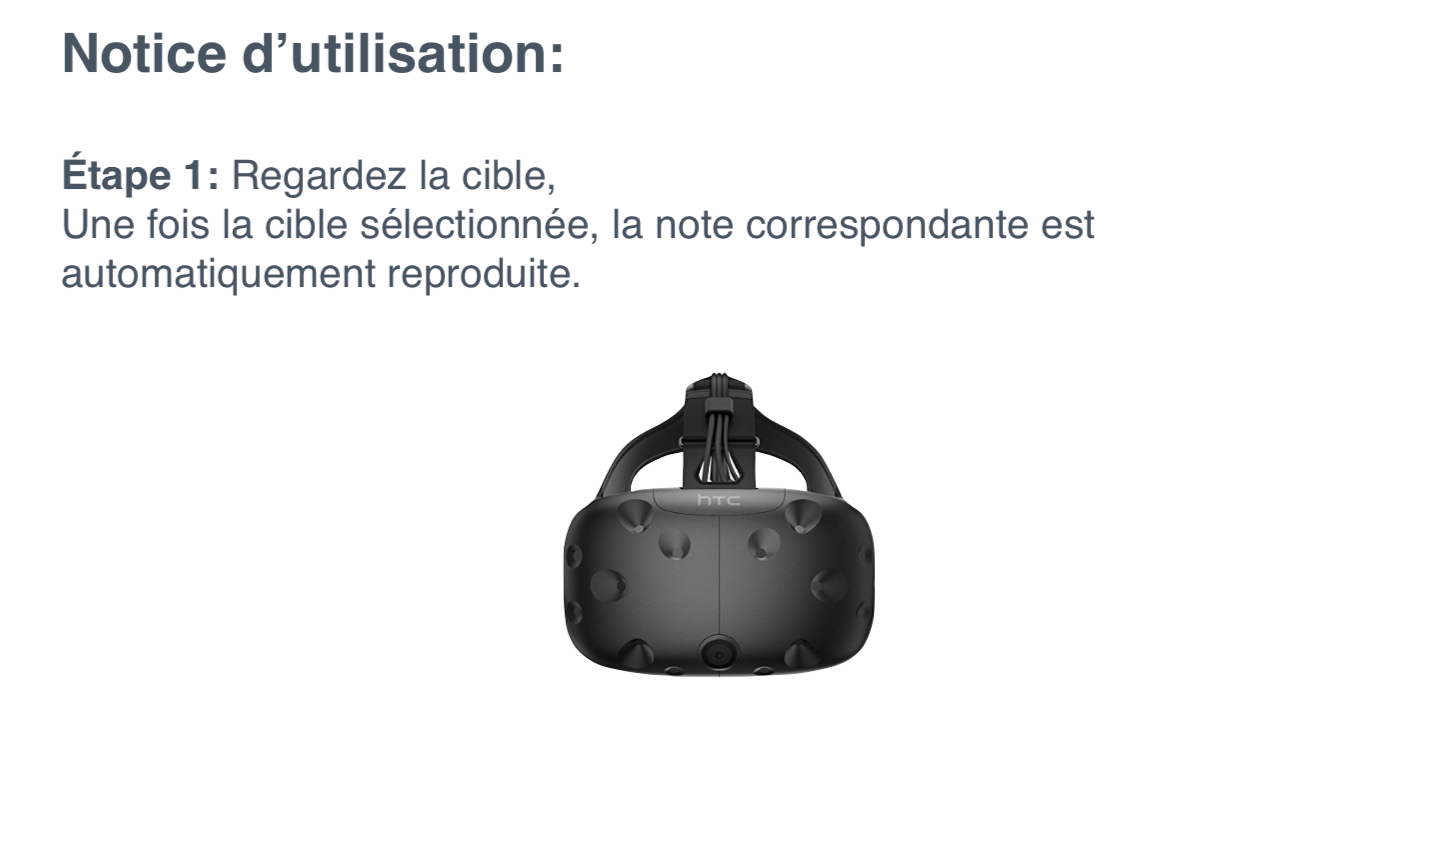 Notice d’utilisation:
Étape 1: Regardez la cible,
Une fois la cible sélectionnée, la note correspondante est
automatiquement reproduite.
htc